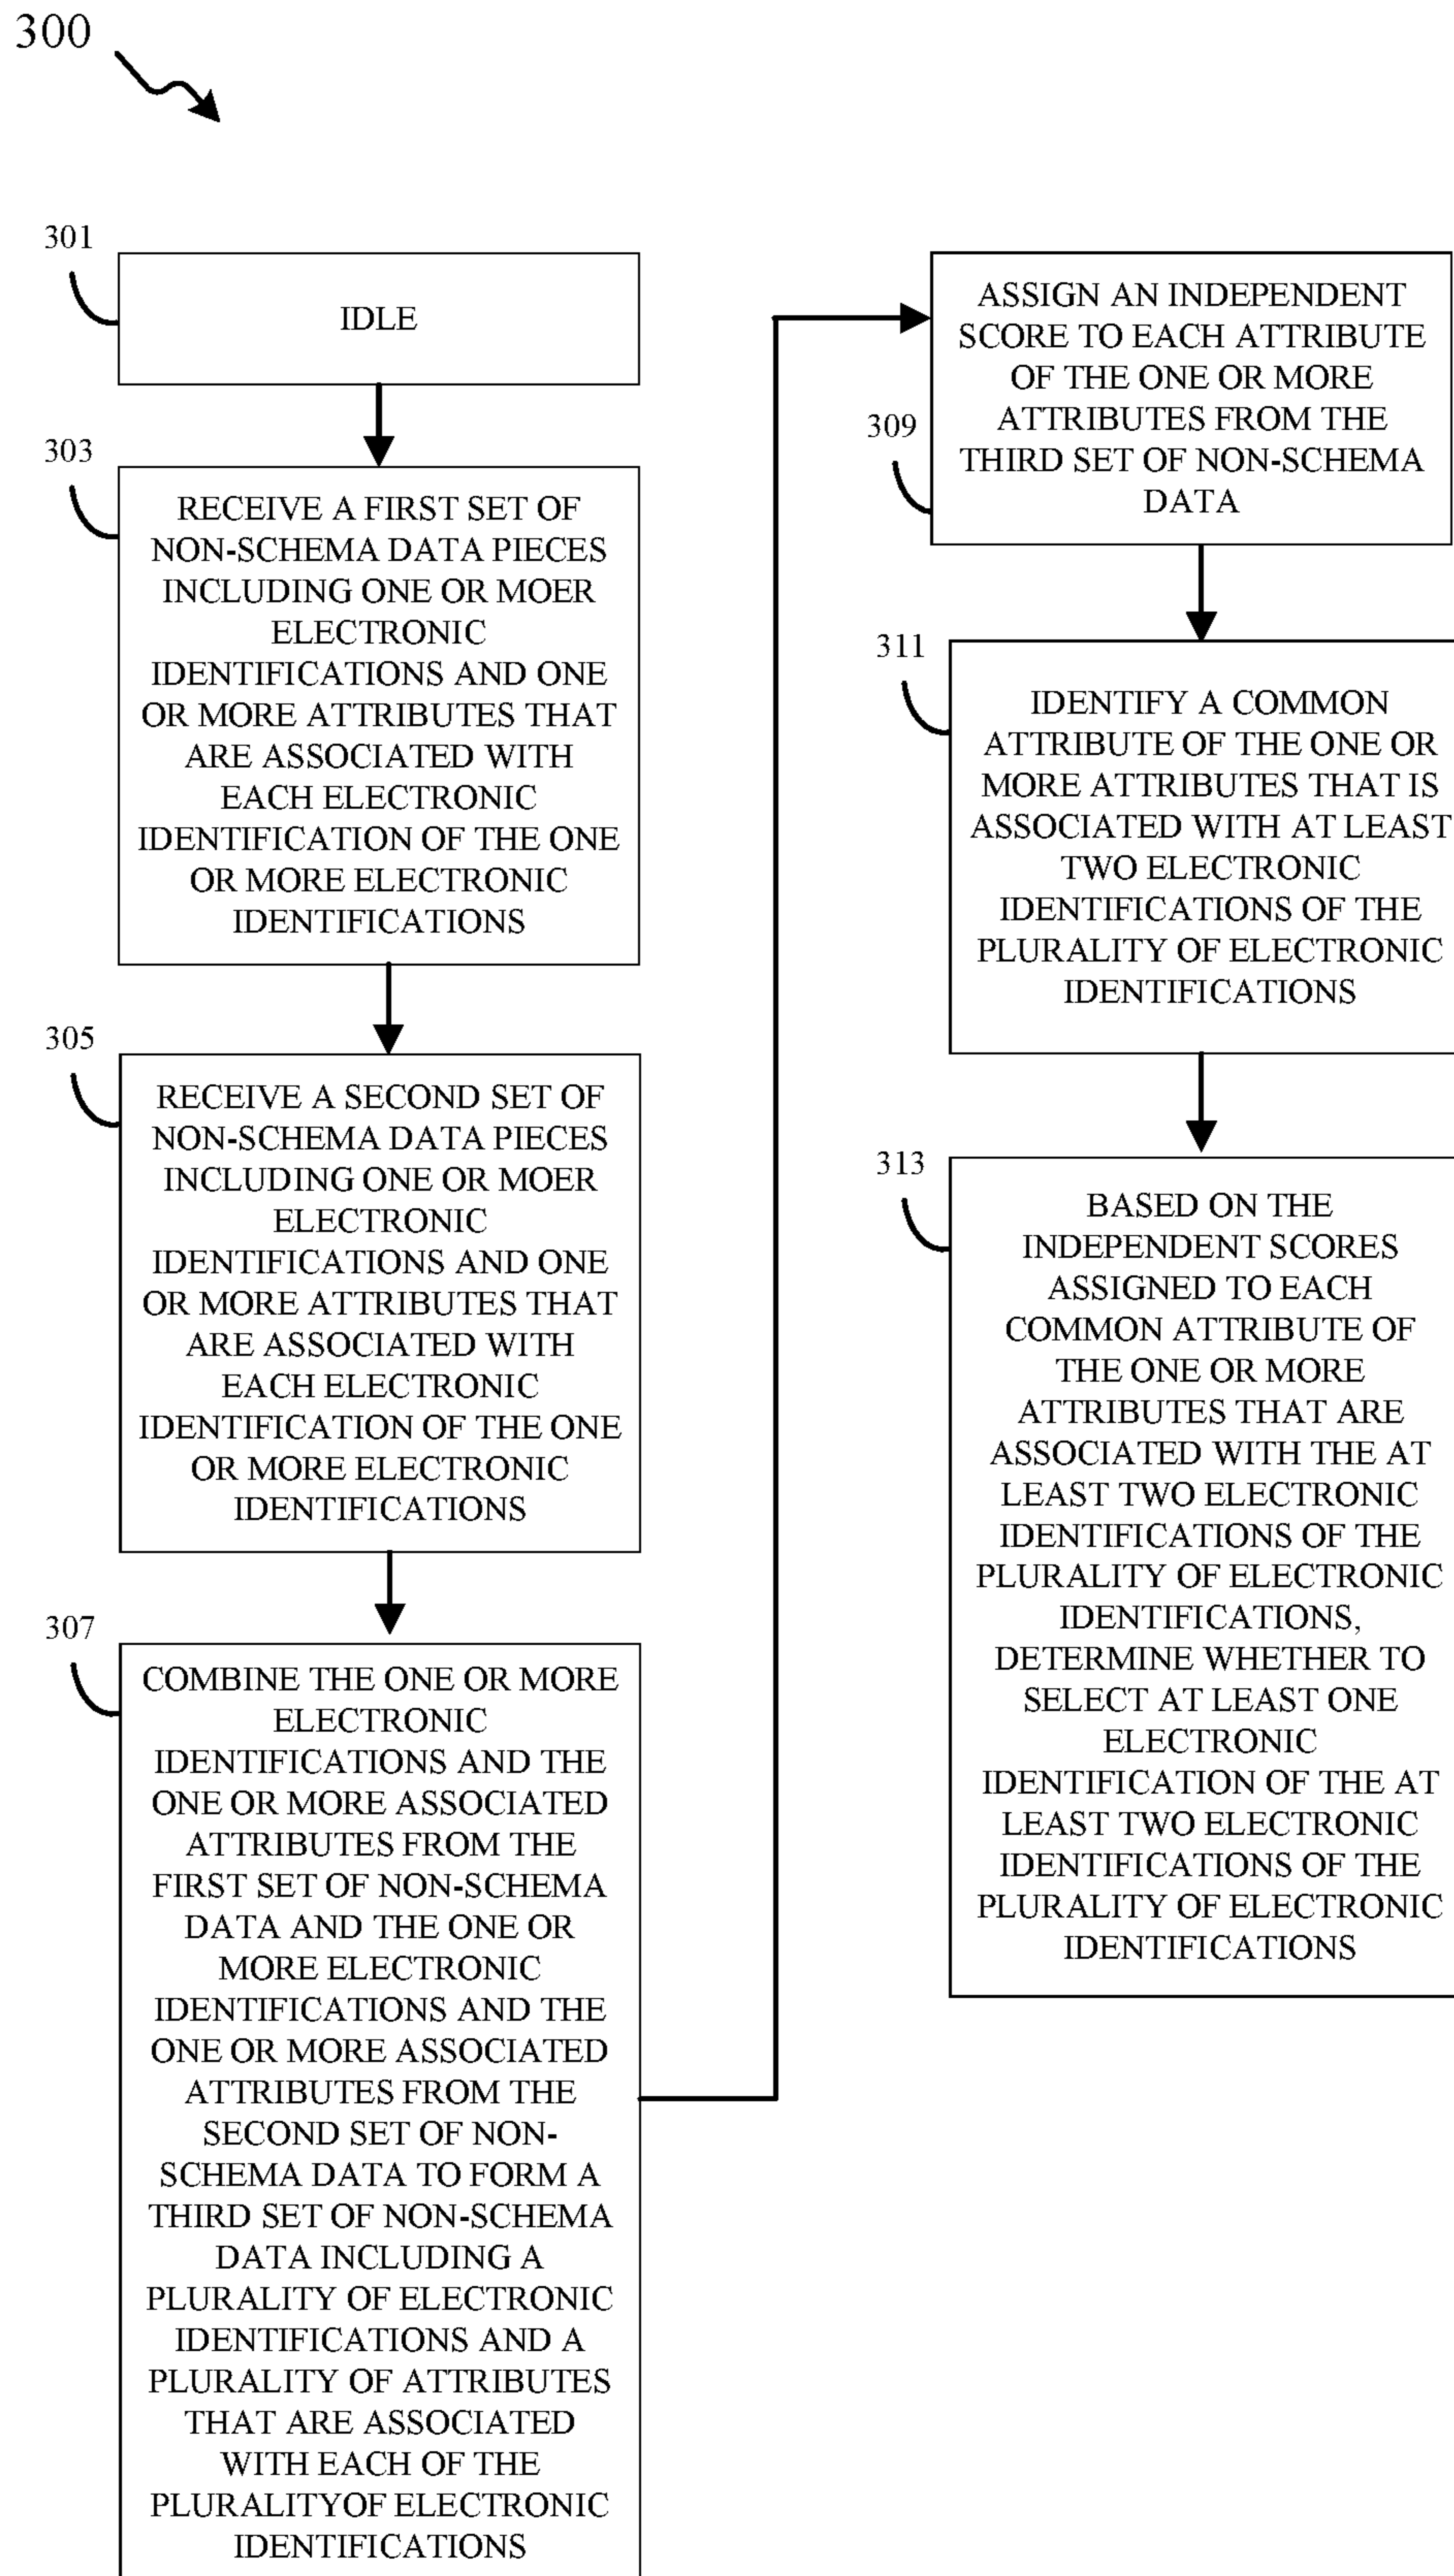 300
301
IDLE
303
RECEIVE A FIRST SET OF
NON-SCHEMA DATA PIECES
INCLUDING ONE OR MOER
ELECTRONIC
IDENTIFICATIONS AND ONE
OR MORE ATTRIBUTES THAT
ARE ASSOCIATED WITH
EACH ELECTRONIC
IDENTIFICATION OF THE ONE
OR MORE ELECTRONIC
IDENTIFICATIONS
305
RECEIVE A SECOND SET OF
NON-SCHEMA DATA PIECES
INCLUDING ONE OR MOER
ELECTRONIC
IDENTIFICATIONS AND ONE
OR MORE ATTRIBUTES THAT
ARE ASSOCIATED WITH
EACH ELECTRONIC
IDENTIFICATION OF THE ONE
OR MORE ELECTRONIC
IDENTIFICATIONS
307
COMBINE THE ONE OR MORE
ELECTRONIC
IDENTIFICATIONS AND THE
ONE OR MORE ASSOCIATED
ATTRIBUTES FROM THE
FIRST SET OF NON-SCHEMA
DATA AND THE ONE OR
MORE ELECTRONIC
IDENTIFICATIONS AND THE
ONE OR MORE ASSOCIATED
ATTRIBUTES FROM THE
SECOND SET OF NON-
SCHEMA DATA TO FORM A
THIRD SET OF NON-SCHEMA
DATA INCLUDING A
PLURALITY OF ELECTRONIC
IDENTIFICATIONS AND A
PLURALITY OF ATTRIBUTES
THAT ARE ASSOCIATED
WITH EACH OF THE
PLURALITYOF ELECTRONIC
IDENTIFICATIONS
309
ASSIGN AN INDEPENDENT
SCORE TO EACH ATTRIBUTE
OF THE ONE OR MORE
ATTRIBUTES FROM THE
THIRD SET OF NON-SCHEMA
DATA
311
IDENTIFY A COMMON
ATTRIBUTE OF THE ONE OR
MORE ATTRIBUTES THAT IS
ASSOCIATED WITH AT LEAST
TWO ELECTRONIC
IDENTIFICATIONS OF THE
PLURALITY OF ELECTRONIC
IDENTIFICATIONS
313
BASED ON THE
INDEPENDENT SCORES
ASSIGNED TO EACH
COMMON ATTRIBUTE OF
THE ONE OR MORE
ATTRIBUTES THAT ARE
ASSOCIATED WITH THE AT
LEAST TWO ELECTRONIC
IDENTIFICATIONS OF THE
PLURALITY OF ELECTRONIC
IDENTIFICATIONS,
DETERMINE WHETHER TO
SELECT AT LEAST ONE
ELECTRONIC
IDENTIFICATION OF THE AT
LEAST TWO ELECTRONIC
IDENTIFICATIONS OF THE
PLURALITY OF ELECTRONIC
IDENTIFICATIONS